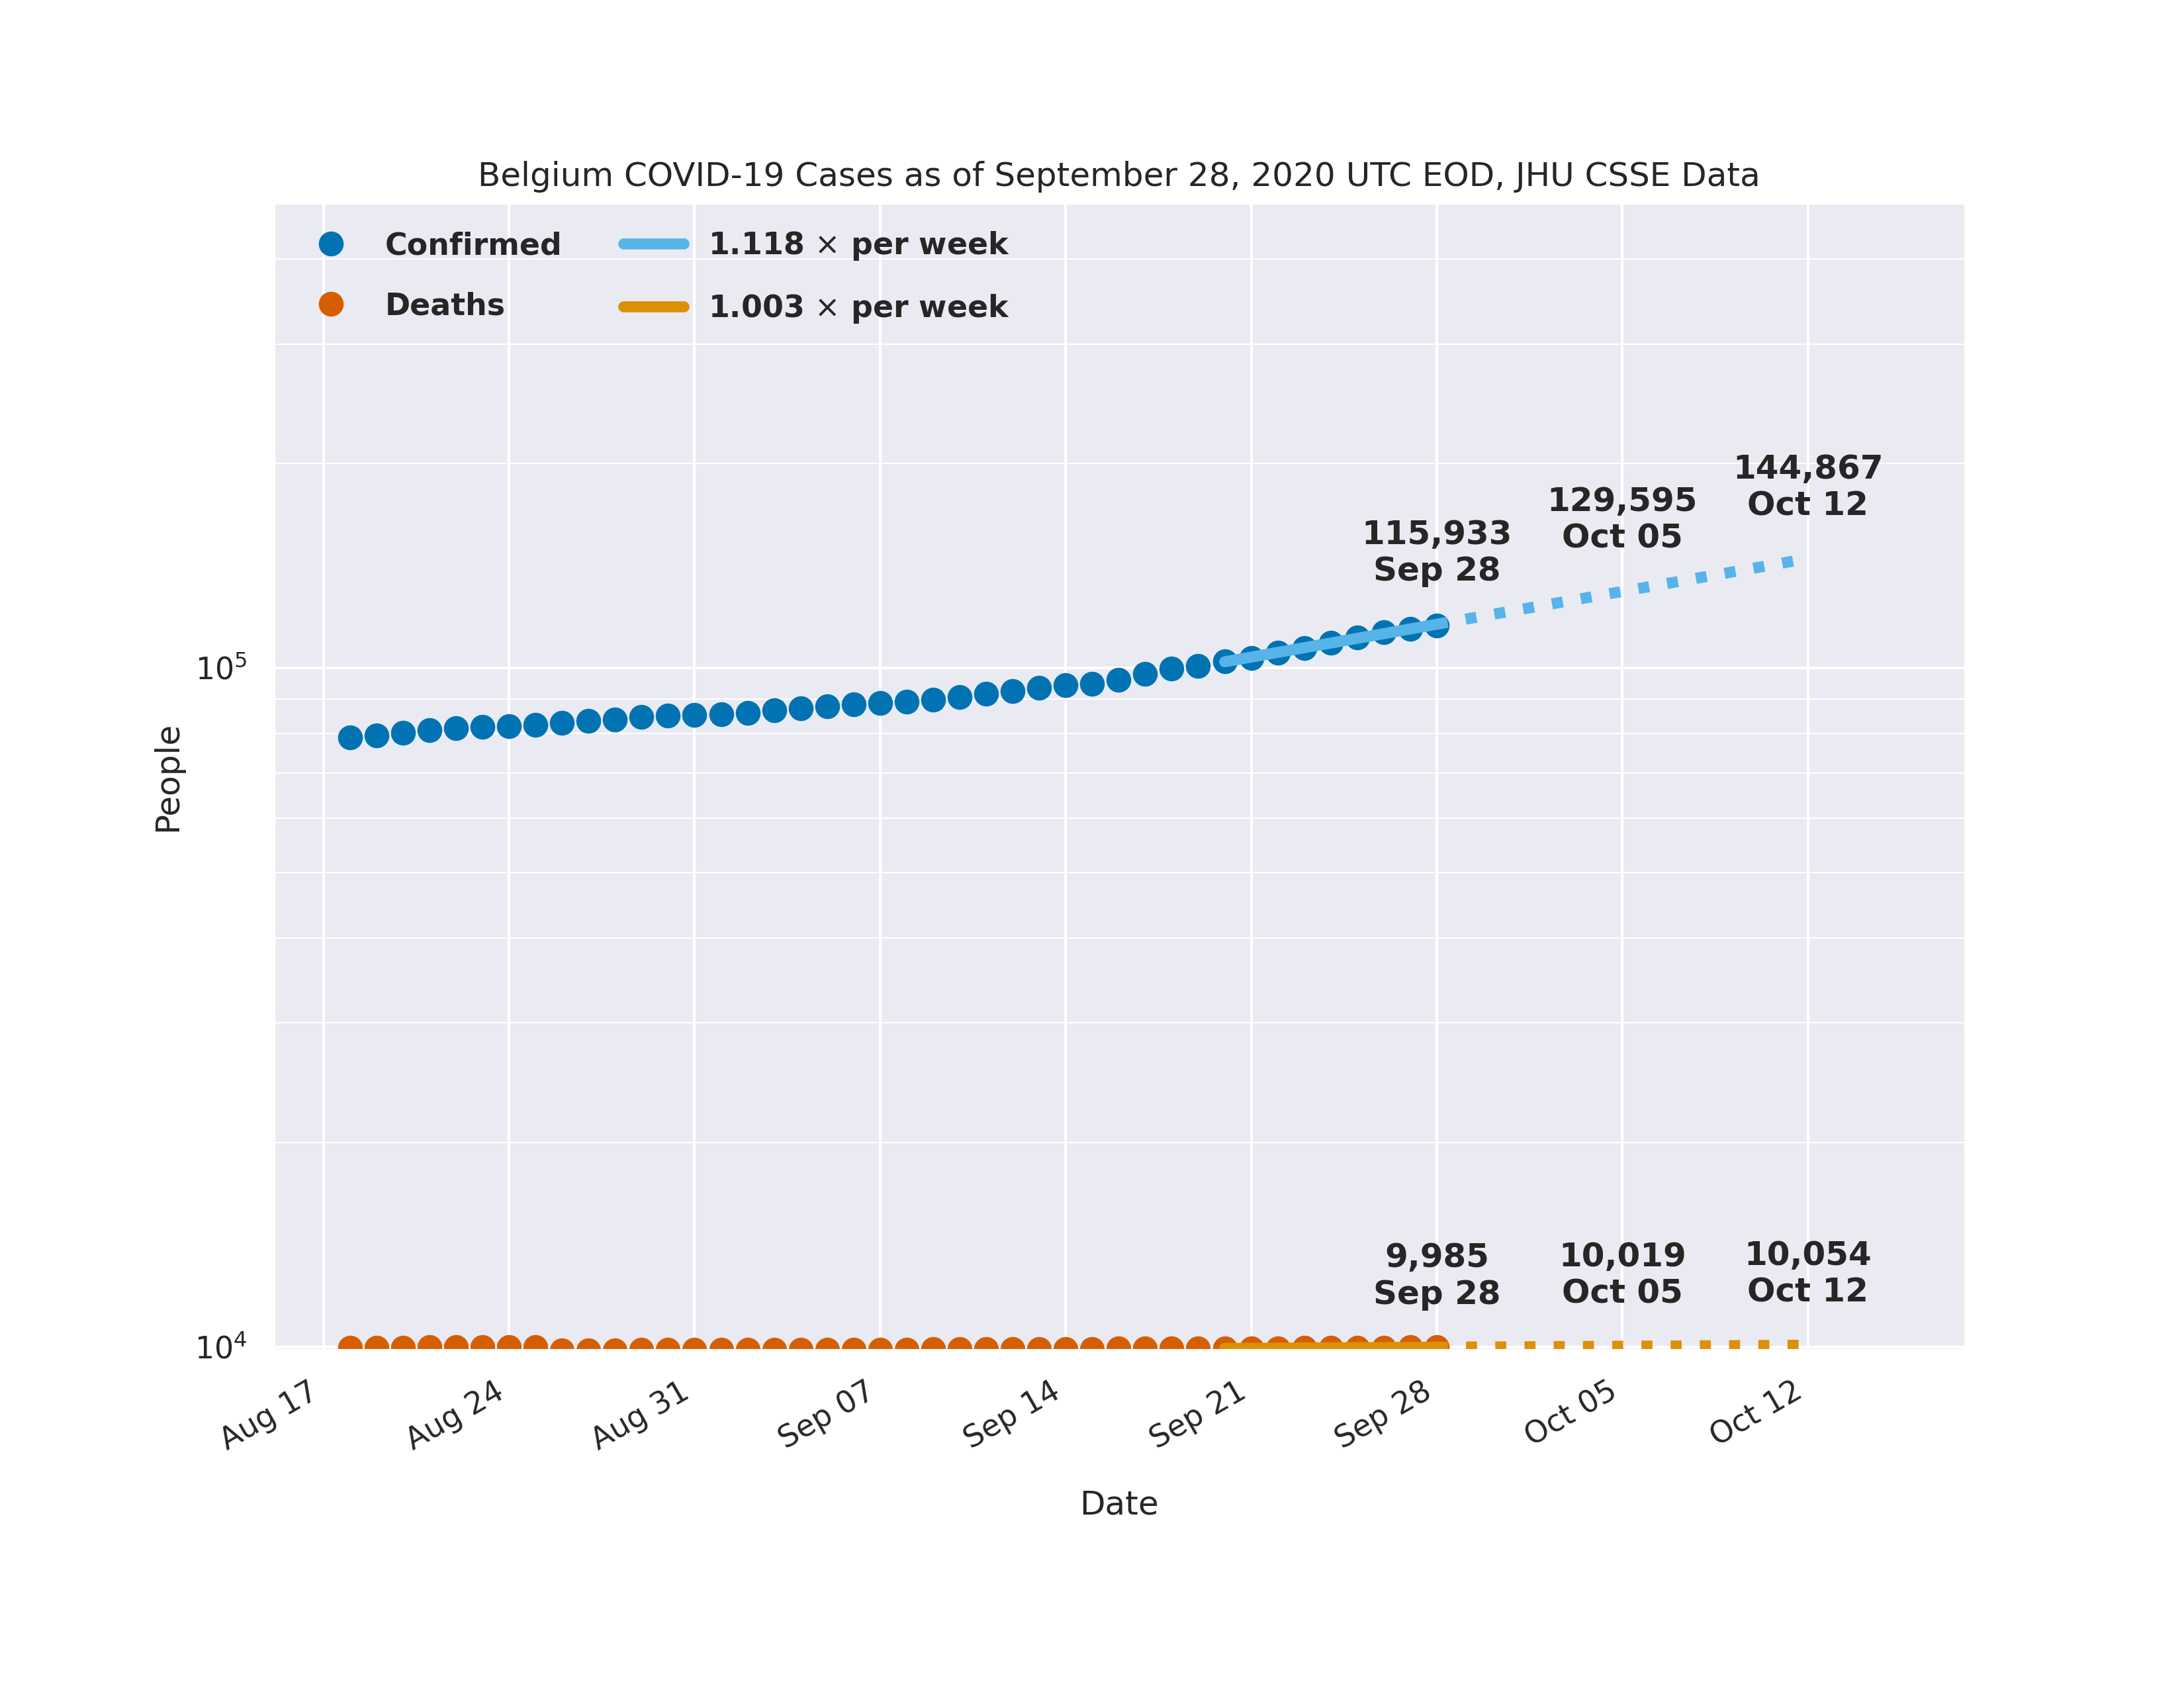 Belgium COVID-19 Cases as of September 28, 2020 UTC EOD, JHU CSSE Data
Confirmed
Deaths
1.118 × per week
1.003 × per week
144,867
Oct 12
129,595
Oct 05
115,933
Sep 28
10⁵
People
9,985
Sep 28
10,019
Oct 05
10,054
Oct 12
10⁴
Aug 17
Aug 24
Aug 31
Sep 07
Sep 14
Sep 21
Sep 28
Oct 05
Oct 12
Date